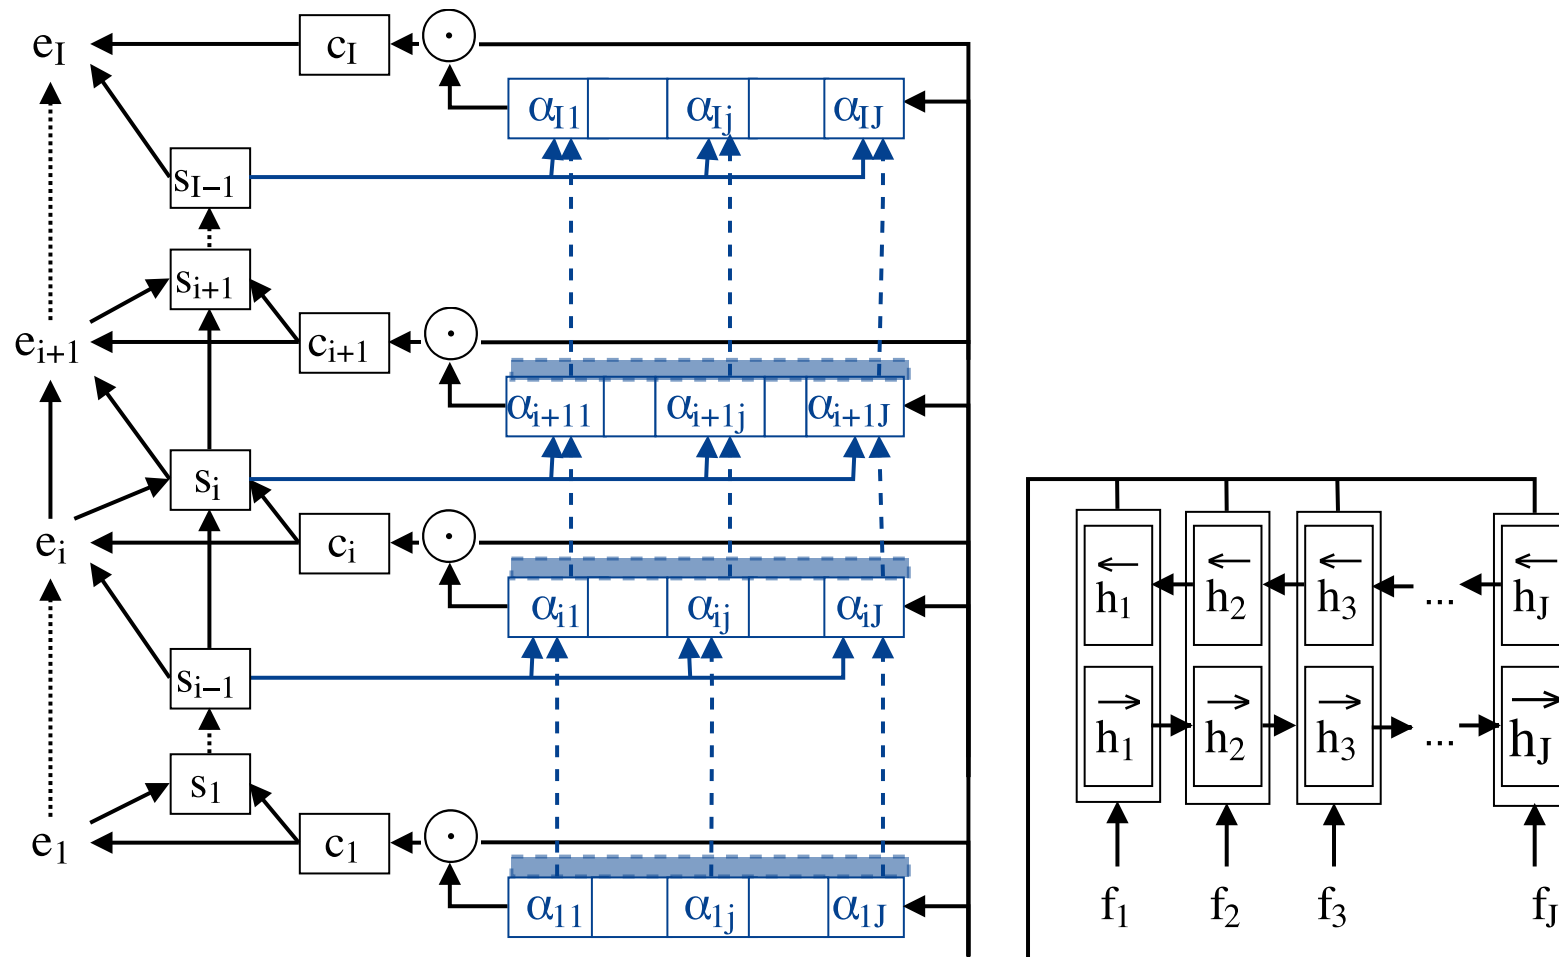 e_I c_I ⊙
α_I1 α_Ij α_IJ
s_I−1
s_i+1
e_i+1 c_i+1 ⊙
α_i+11 α_i+1j α_i+1J
s_i
e_i c_i ⊙
α_i1 α_ij α_iJ
s_i−1
s_1
e_1 c_1 ⊙
α_11 α_1j α_1J
←h_1 ←h_2 ←h_3 ... ←h_J
→h_1 →h_2 →h_3 ... →h_J
f_1 f_2 f_3 f_J